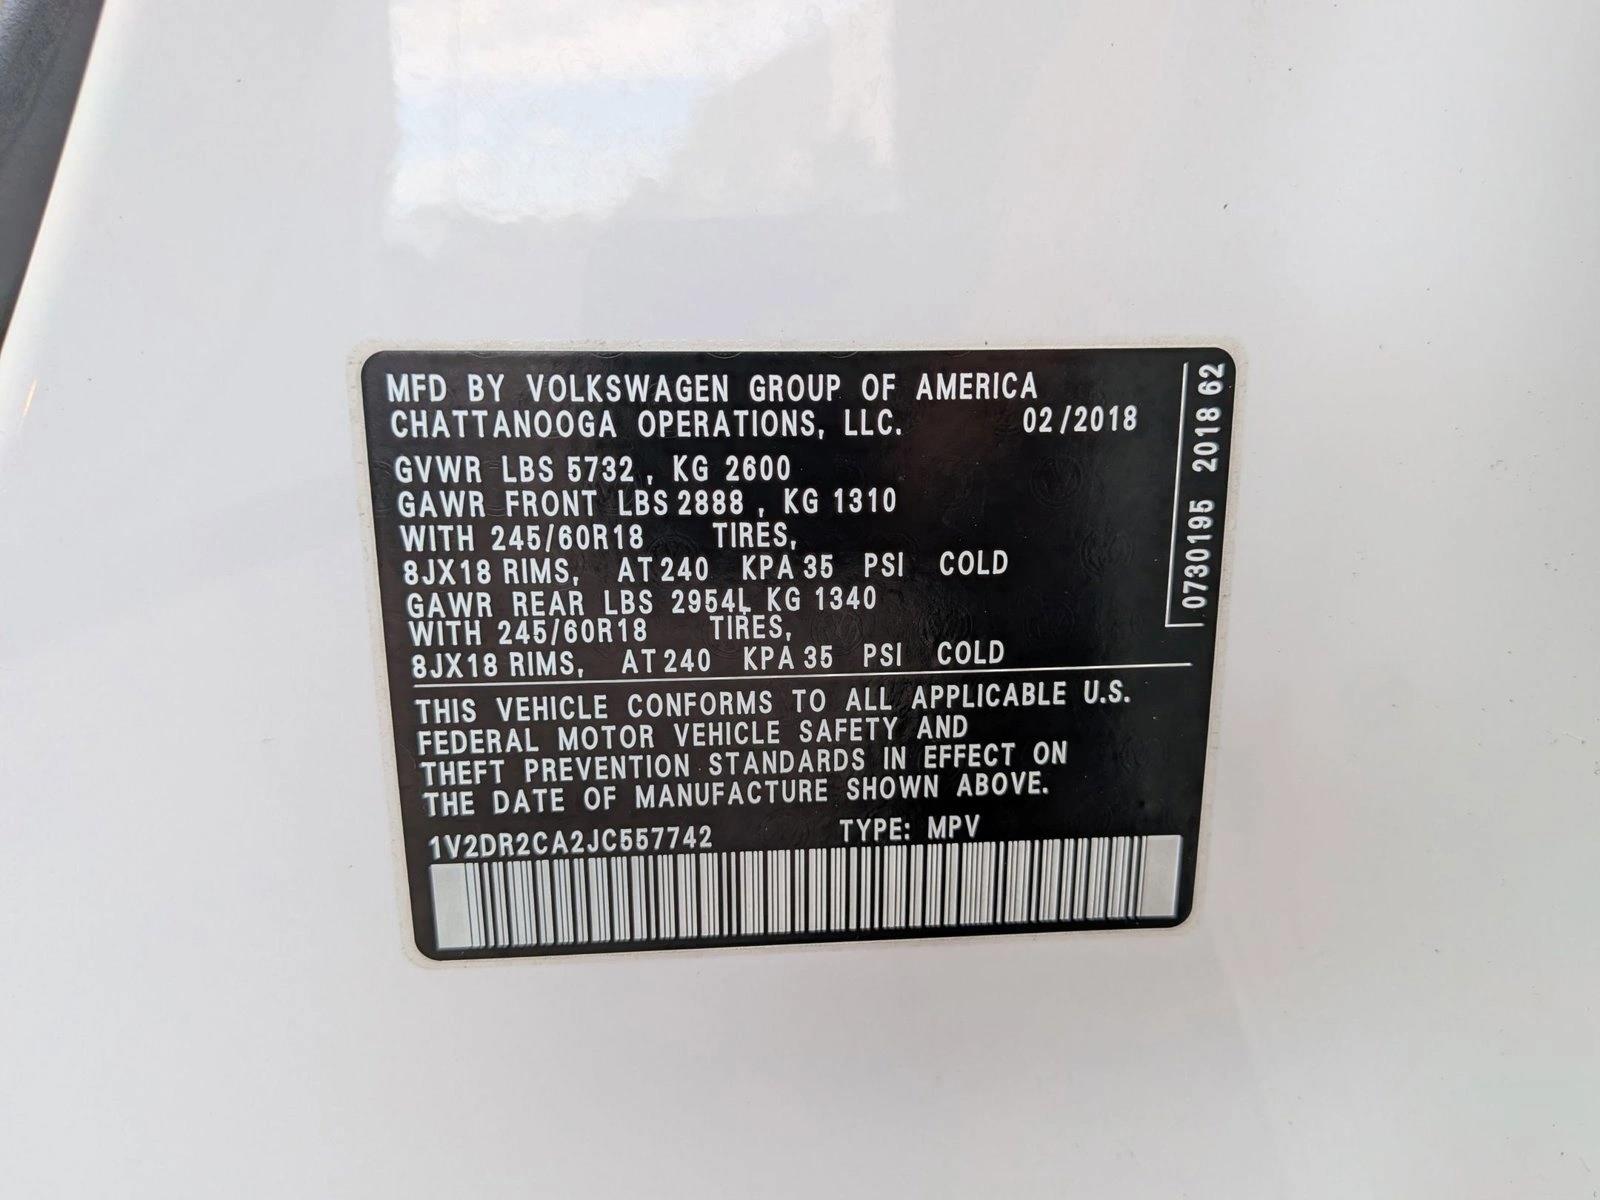 MFD BY VOLKSWAGEN GROUP OF AMERICA
CHATTANOOGA OPERATIONS, LLC. 02/2018
GVWR LBS 5732, KG 2600
GAWR FRONT LBS 2888, KG 1310
WITH 245/60R18 TIRES,
8JX18 RIMS, AT 240 KPA 35 PSI COLD
GAWR REAR LBS 2954L KG 1340
WITH 245/60R18 TIRES,
8JX18 RIMS, AT 240 KPA 35 PSI COLD
THIS VEHICLE CONFORMS TO ALL APPLICABLE U.S.
FEDERAL MOTOR VEHICLE SAFETY AND
THEFT PREVENTION STANDARDS IN EFFECT ON
THE DATE OF MANUFACTURE SHOWN ABOVE.
1V2DR2CA2JC557742 TYPE: MPV
0730195 2018 62